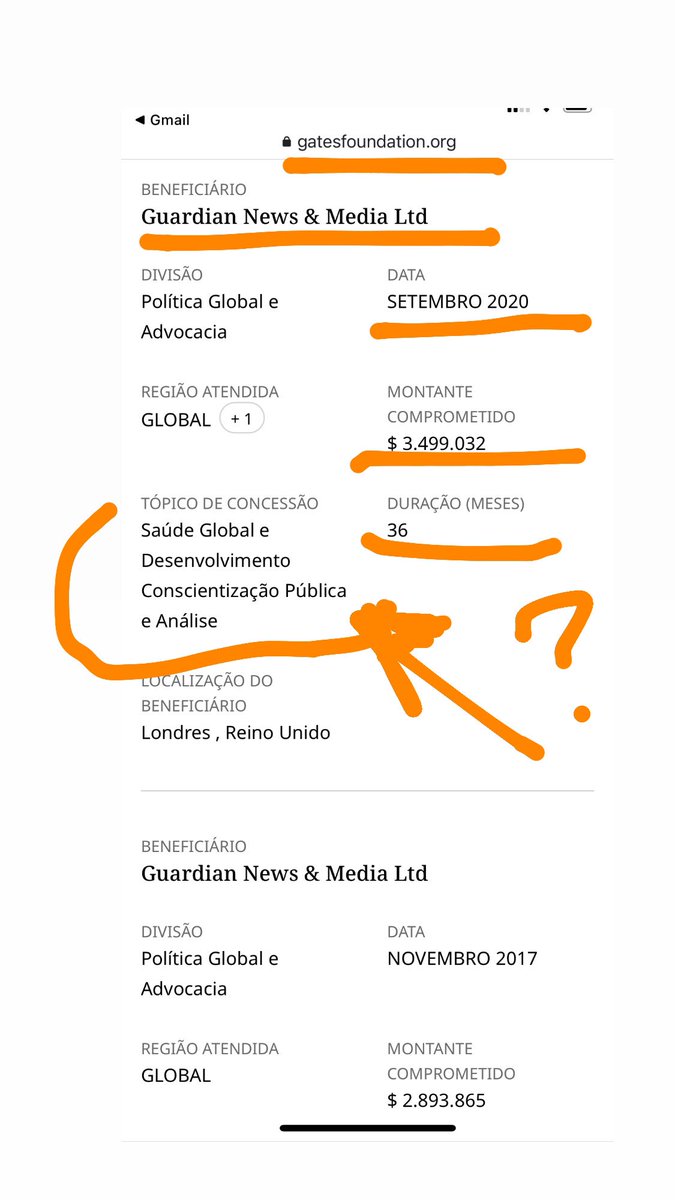 ◀ Gmail
gatesfoundation.org
BENEFICIÁRIO
Guardian News & Media Ltd
DIVISÃO
Política Global e
Advocacia
DATA
SETEMBRO 2020
REGIÃO ATENDIDA
GLOBAL + 1
MONTANTE
COMPROMETIDO
$ 3.499.032
TÓPICO DE CONCESSÃO
Saúde Global e
Desenvolvimento
Conscientização Pública
e Análise
DURAÇÃO (MESES)
36
?
LOCALIZAÇÃO DO
BENEFICIÁRIO
Londres , Reino Unido
BENEFICIÁRIO
Guardian News & Media Ltd
DIVISÃO
Política Global e
Advocacia
DATA
NOVEMBRO 2017
REGIÃO ATENDIDA
GLOBAL
MONTANTE
COMPROMETIDO
$ 2.893.865